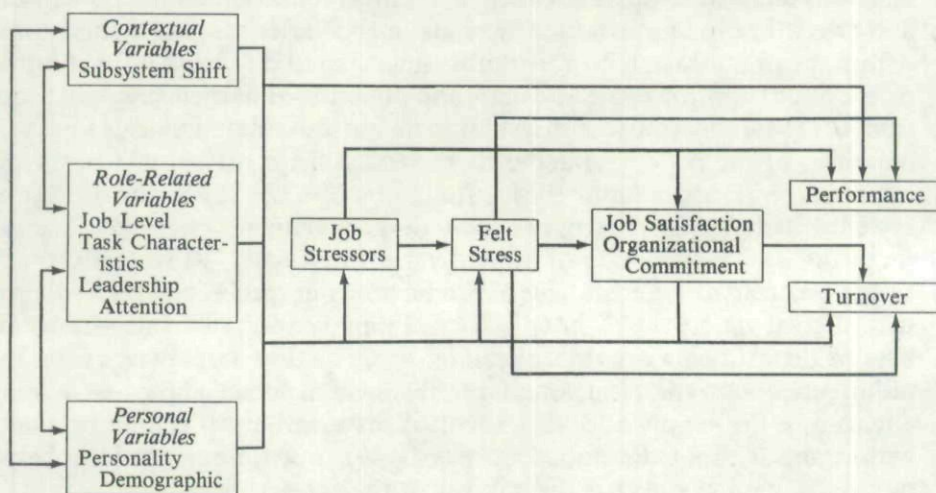 Contextual
Variables
Subsystem Shift
Role-Related
Variables
Job Level
Task Character-
istics
Leadership
Attention
Personal
Variables
Personality
Demographic
Job
Stressors
Felt
Stress
Job Satisfaction
Organizational
Commitment
Performance
Turnover